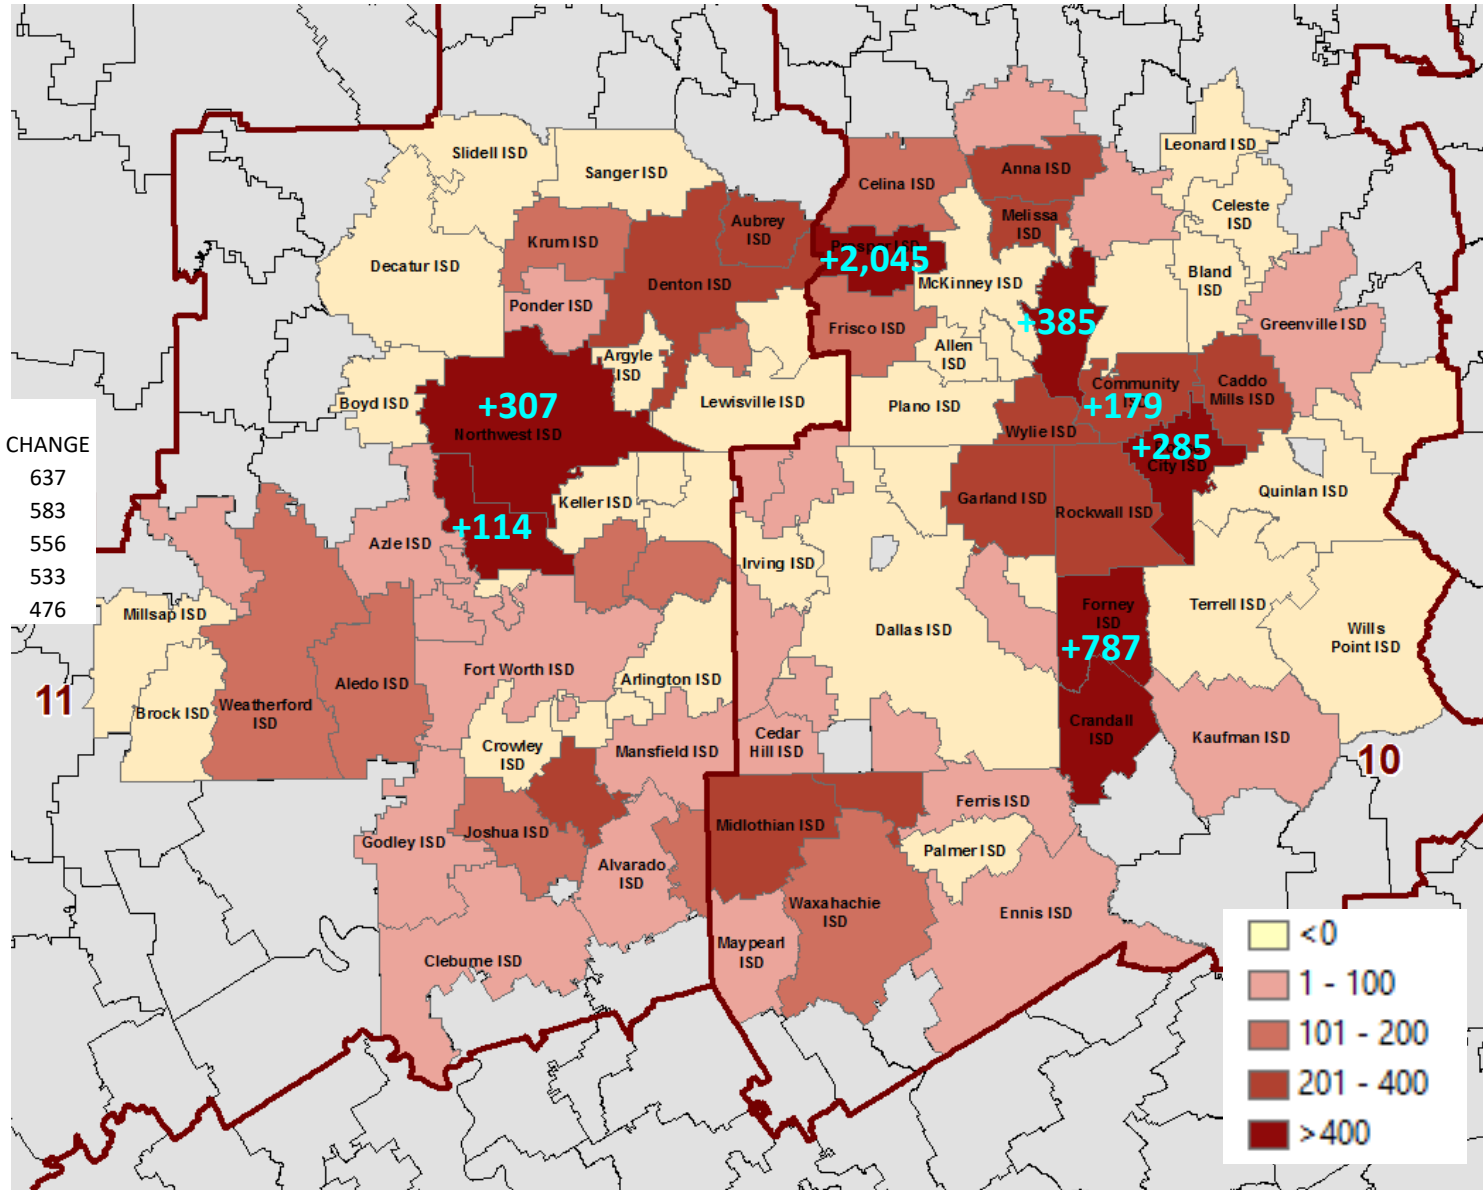 Slidell ISD
Sanger ISD
Leonard ISD
Celina ISD
Anna ISD
Celeste
ISD
Aubrey
ISD
Melissa
ISD
Krum ISD
Decatur ISD
Prosper ISD
+2,045
Denton ISD
McKinney ISD
Bland
ISD
Ponder ISD
Frisco ISD
+385
Greenville ISD
Argyle
ISD
Allen
ISD
Boyd ISD
+307
Northwest ISD
Lewisville ISD
Plano ISD
Community
ISD
+179
Caddo
Mills ISD
Wylie ISD
+285
City ISD
CHANGE
637
583
556
533
476
Keller ISD
Garland ISD
Rockwall ISD
Quinlan ISD
+114
Azle ISD
Irving ISD
Millsap ISD
Forney
ISD
+787
Terrell ISD
Dallas ISD
Wills
Point ISD
Fort Worth ISD
Arlington ISD
11
Brock ISD
Weatherford
ISD
Aledo ISD
Crandall
ISD
Crowley
ISD
Mansfield ISD
Cedar
Hill ISD
Kaufman ISD
10
Ferris ISD
Midlothian ISD
Joshua ISD
Godley ISD
Palmer ISD
Alvarado
ISD
Waxahachie
ISD
Ennis ISD
Maypearl
ISD
Cleburne ISD
<0
1 - 100
101 - 200
201 - 400
>400